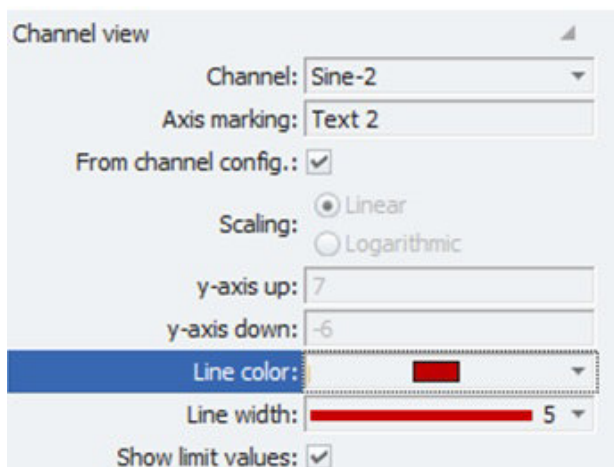 Channel view
Channel: Sine-2
Axis marking: Text 2
From channel config.:
Scaling: Linear
Logarithmic
y-axis up: 7
y-axis down: -6
Line color:
Line width: 5
Show limit values: